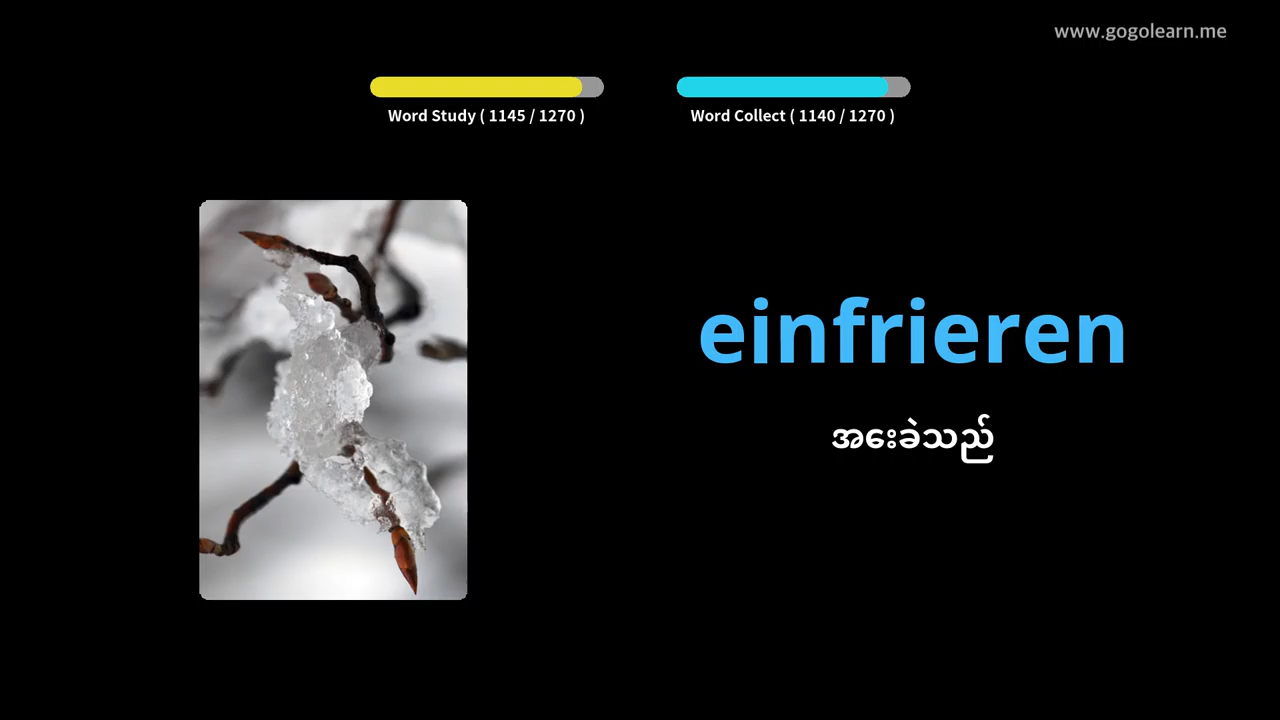 www.gogolearn.me
Word Study ( 1145 / 1270 )
Word Collect ( 1140 / 1270 )
einfrieren
အေးခဲသည်